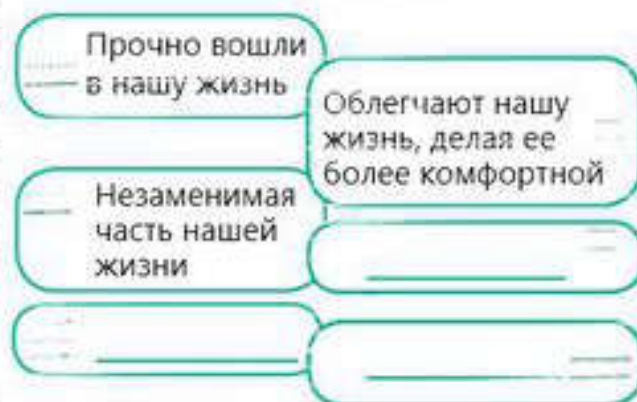 Прочно вошли
в нашу жизнь
Облегчают нашу
жизнь, делая ее
более комфортной
Незаменимая
часть нашей
жизни